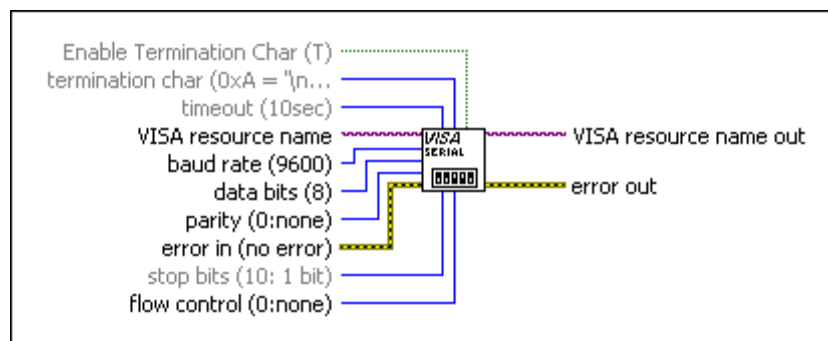 Enable Termination Char (T)
termination char (0xA = "\n...
timeout (10sec)
VISA resource name
VISA
SERIAL
VISA resource name out
baud rate (9600)
data bits (8)
error out
parity (0:none)
error in (no error)
stop bits (10: 1 bit)
flow control (0:none)